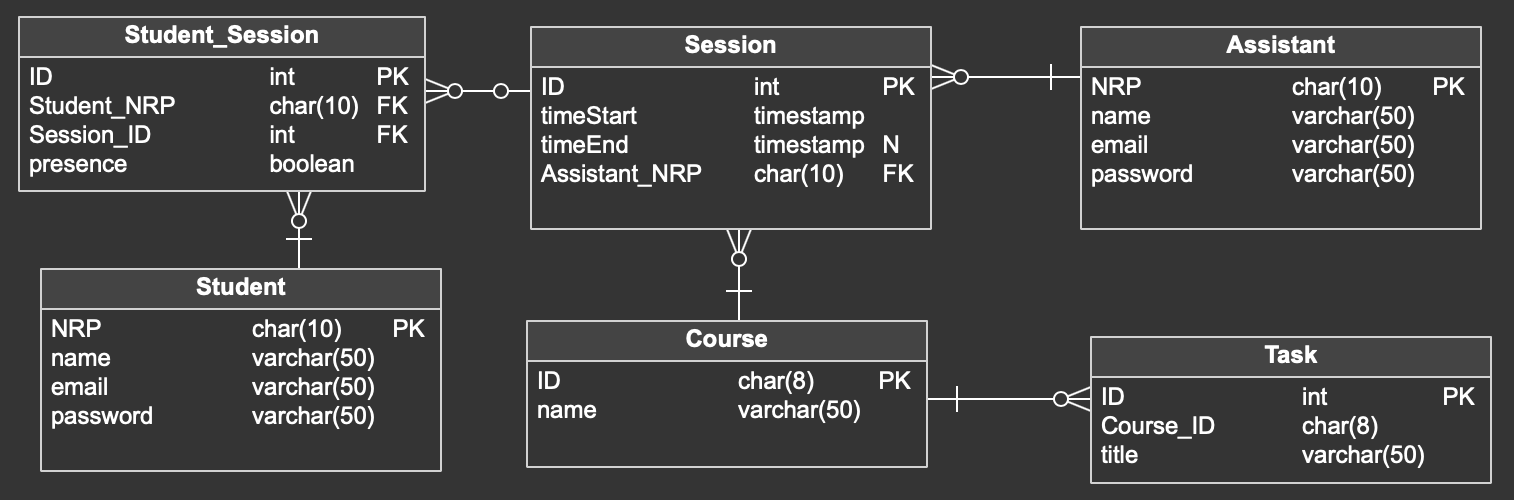 Student_Session
ID int PK
Student_NRP char(10) FK
Session_ID int FK
presence boolean
Session
ID int PK
timeStart timestamp
timeEnd timestamp N
Assistant_NRP char(10) FK
Assistant
NRP char(10) PK
name varchar(50)
email varchar(50)
password varchar(50)
Student
NRP char(10) PK
name varchar(50)
email varchar(50)
password varchar(50)
Course
ID char(8) PK
name varchar(50)
Task
ID int PK
Course_ID char(8)
title varchar(50)